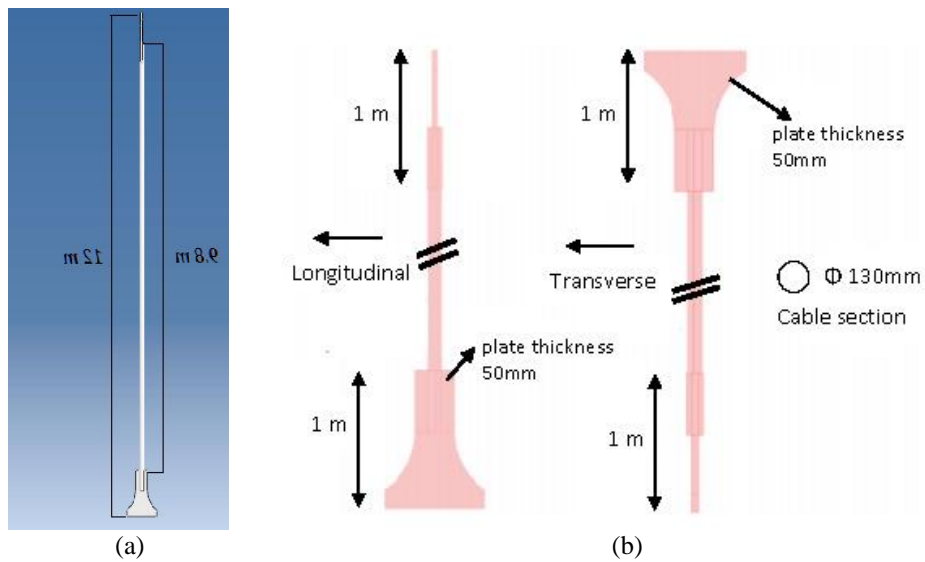 12 m
9.8 m
(a)
1 m
Longitudinal
plate thickness
50mm
1 m
1 m
plate thickness
50mm
Transverse
Φ 130mm
Cable section
1 m
(b)